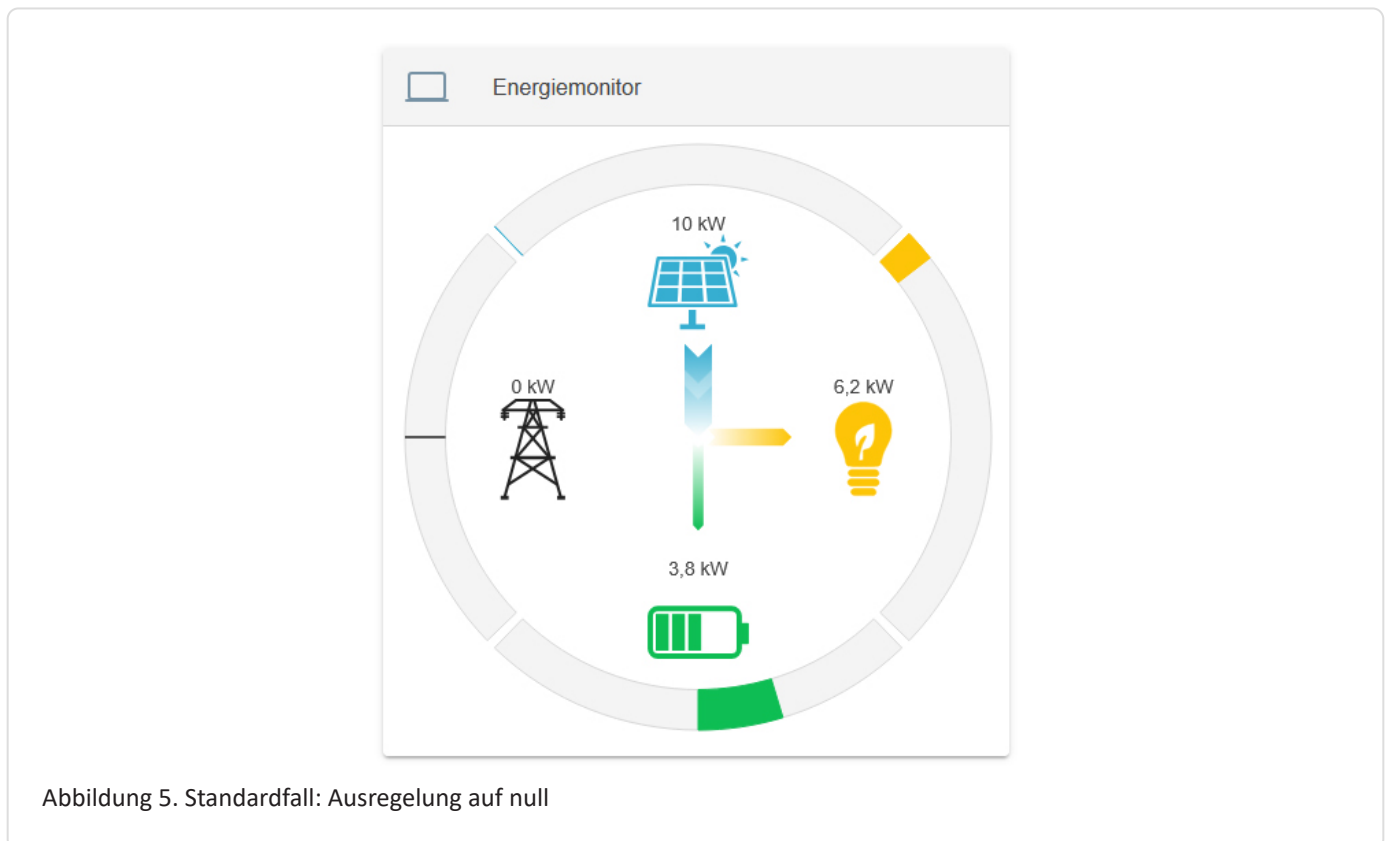 Energiemonitor
10 kW
0 kW
6,2 kW
3,8 kW
Abbildung 5. Standardfall: Ausregelung auf null